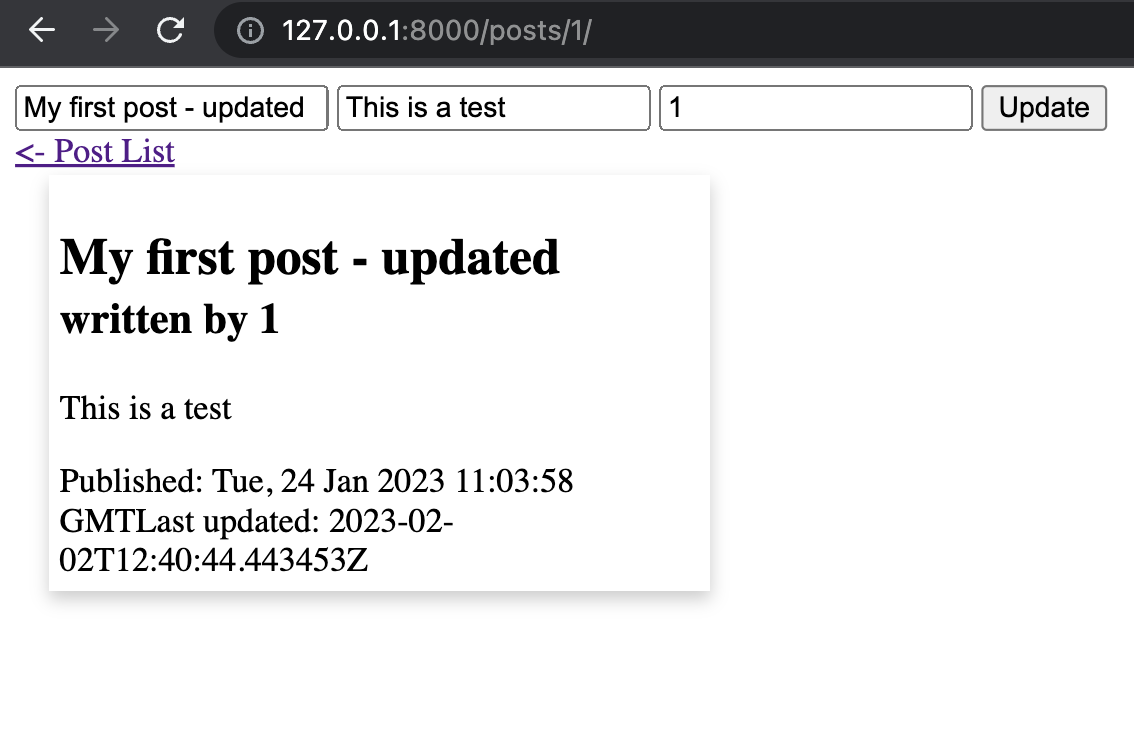 127.0.0.1:8000/posts/1/
My first post - updated This is a test 1 Update
<- Post List
My first post - updated
written by 1
This is a test
Published: Tue, 24 Jan 2023 11:03:58
GMTLast updated: 2023-02-
02T12:40:44.443453Z